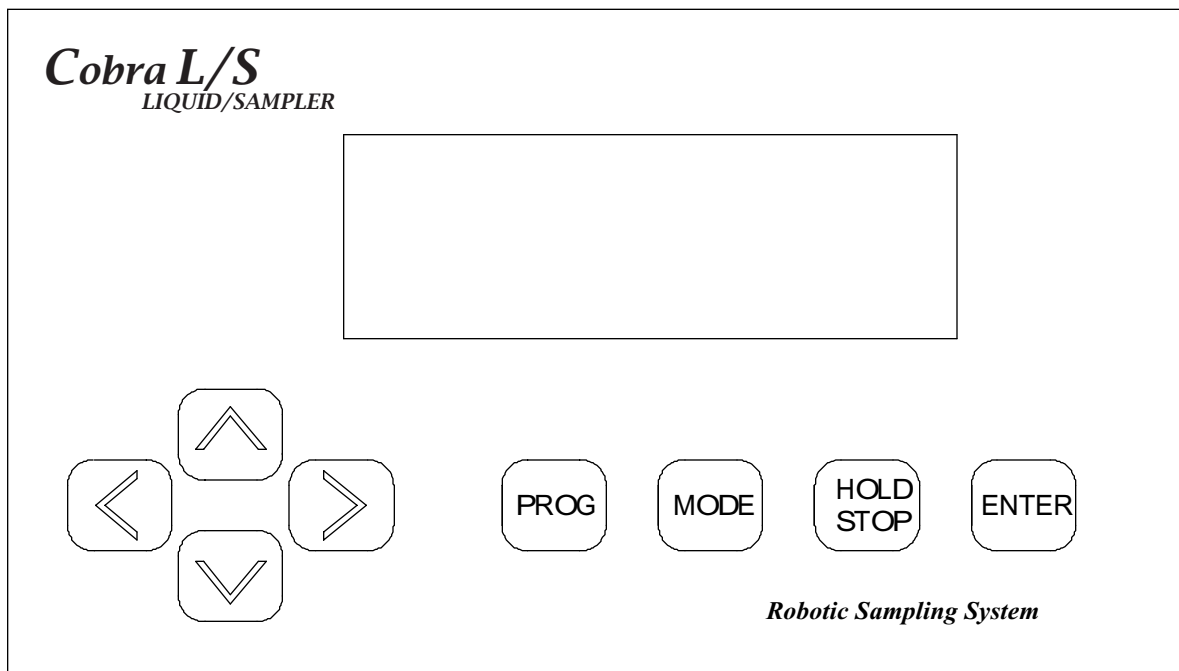 Cobra L/S
LIQUID/SAMPLER
PROG
MODE
HOLD
STOP
ENTER
Robotic Sampling System